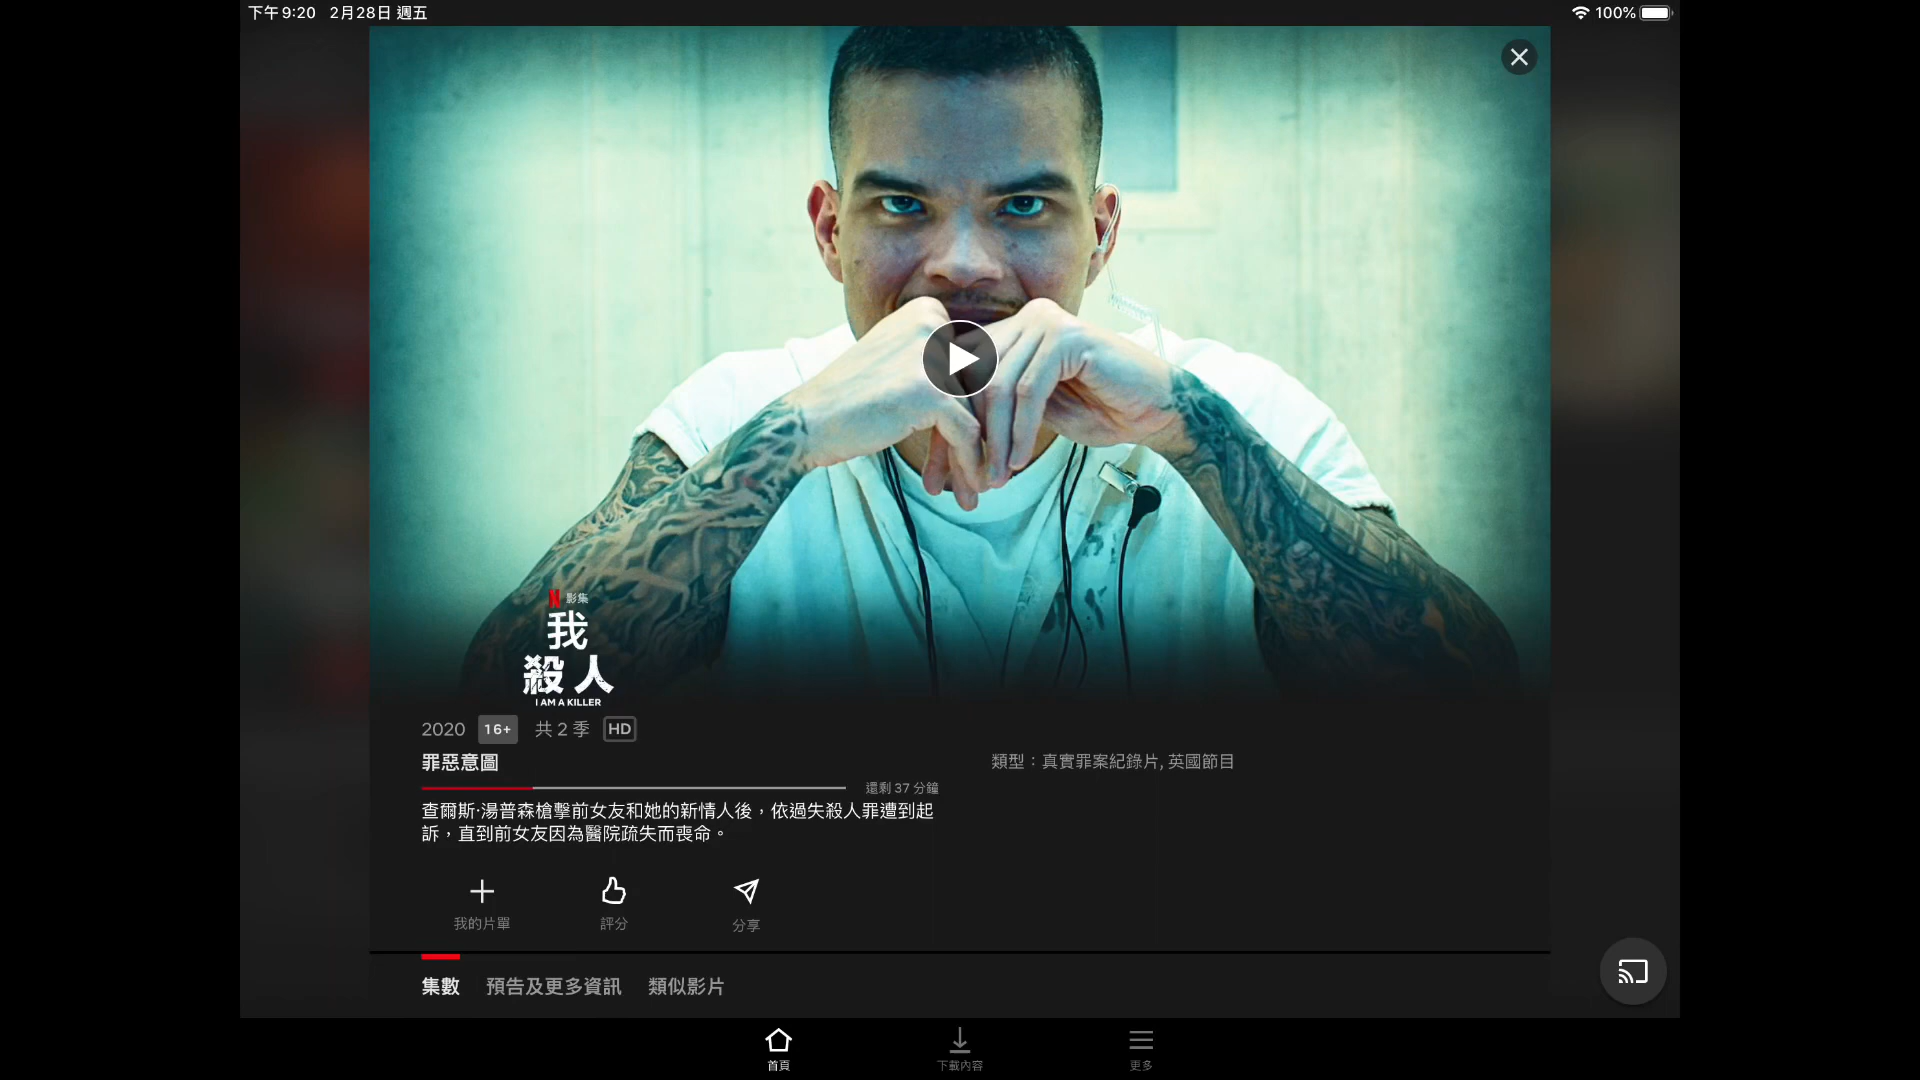 下午9:20 2月28日 週五
100%
N 影集
我
殺人
I AM A KILLER
2020 16+ 共 2 季 HD
罪惡意圖
類型：真實罪案紀錄片, 英國節目
還剩 37 分鐘
查爾斯·湯普森槍擊前女友和她的新情人後，依過失殺人罪遭到起
訴，直到前女友因為醫院疏失而喪命。
我的片單 評分 分享
集數 預告及更多資訊 類似影片
首頁 下載內容 更多